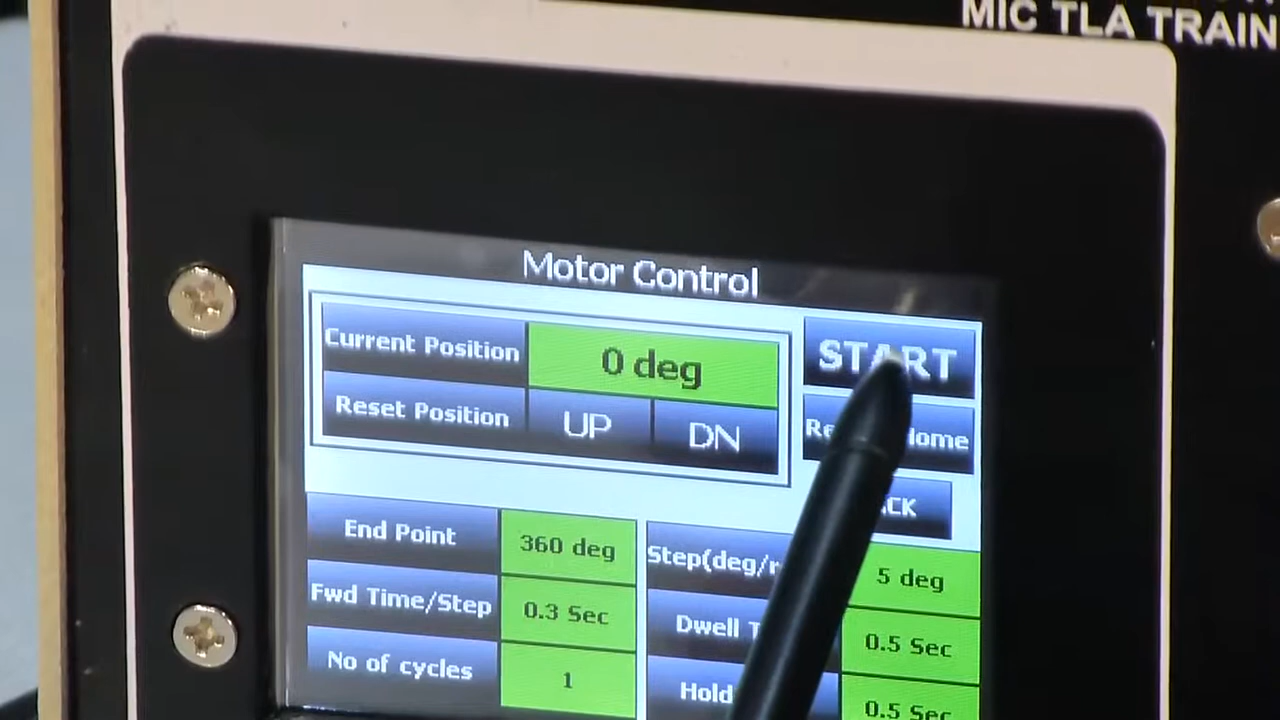 MIC TLA TRAIN
Motor Control
Current Position 0 deg START
Reset Position UP DN
End Point 360 deg 5 deg
Fwd Time/Step 0.3 Sec Dwell 0.5 Sec
No of cycles 1 Hold 0.5 Sec